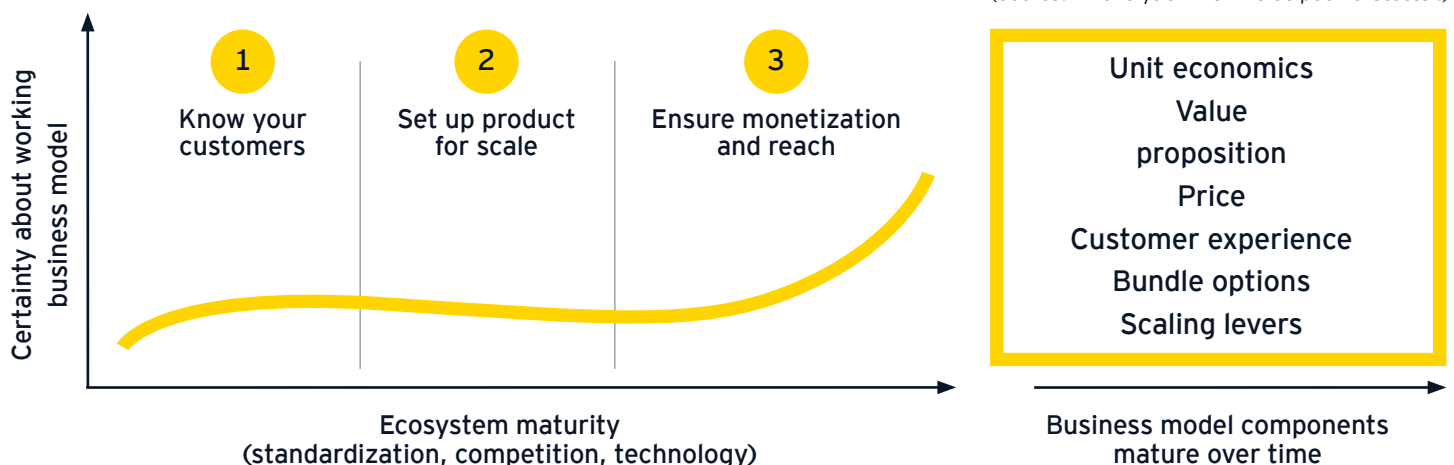 1
2
3
Know your
customers
Set up product
for scale
Ensure monetization
and reach
Certainty about working
business model
Ecosystem maturity
(standardization, competition, technology)
Unit economics
Value
proposition
Price
Customer experience
Bundle options
Scaling levers
Business model components
mature over time